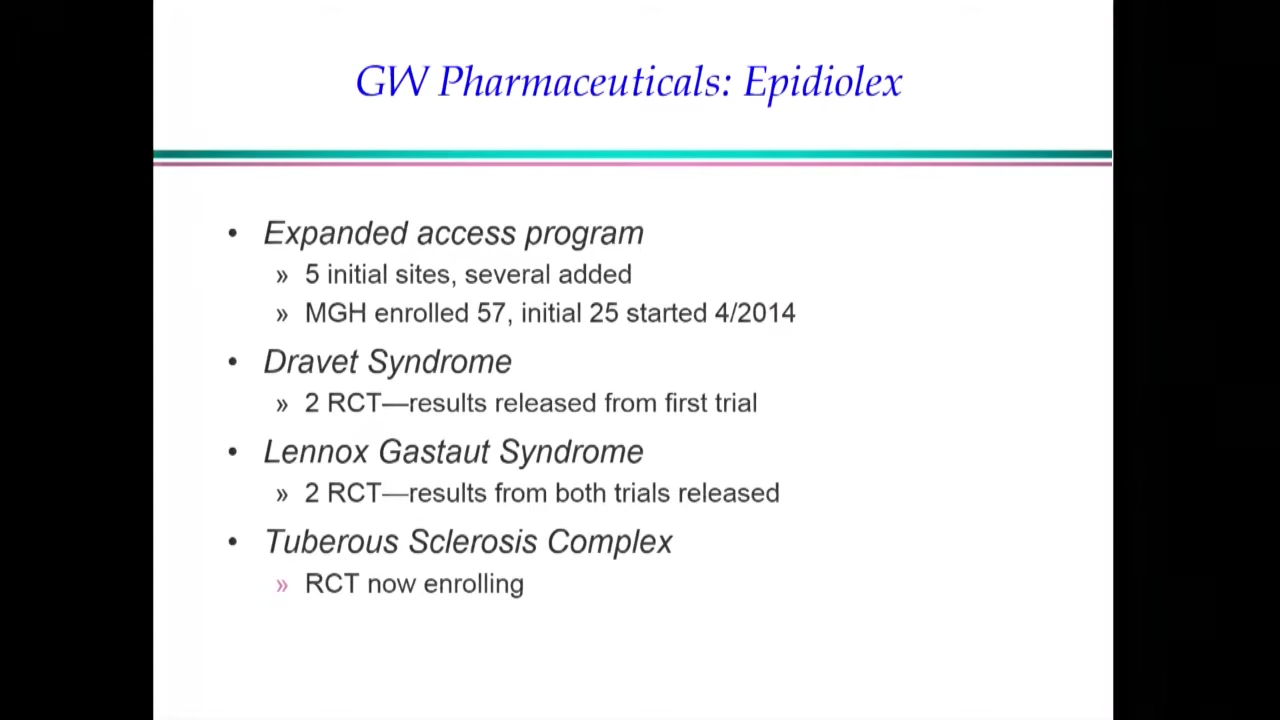 GW Pharmaceuticals: Epidiolex
• Expanded access program
» 5 initial sites, several added
» MGH enrolled 57, initial 25 started 4/2014
• Dravet Syndrome
» 2 RCT—results released from first trial
• Lennox Gastaut Syndrome
» 2 RCT—results from both trials released
• Tuberous Sclerosis Complex
» RCT now enrolling